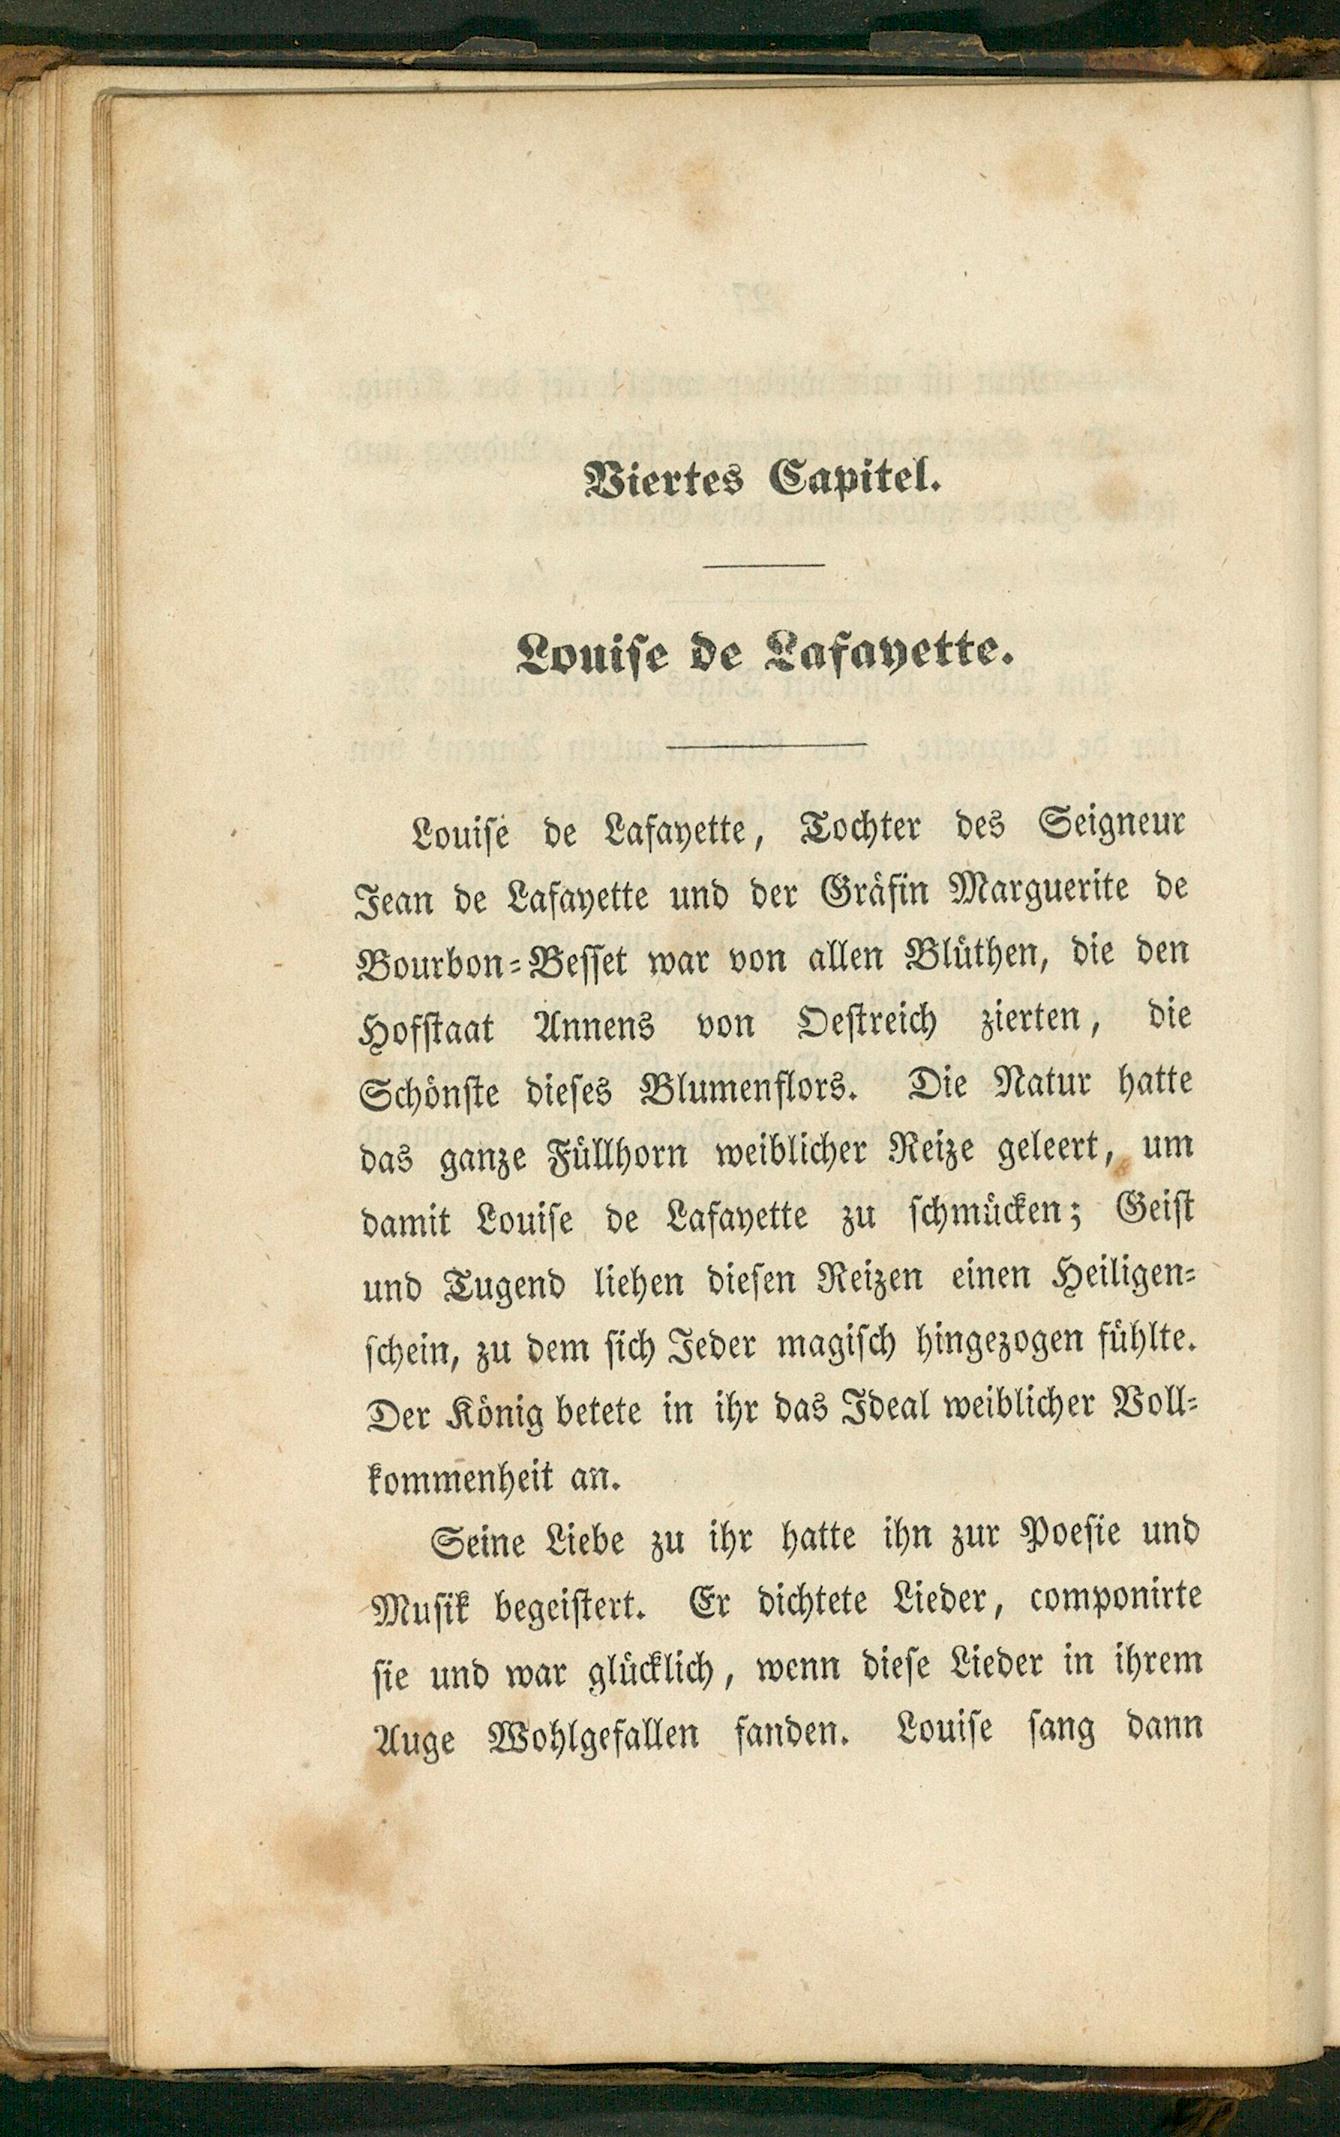 Viertes Capitel.
Louise de Lafayette.
Louise de Lafayette, Tochter des Seigneur
Jean de Lafayette und der Gräfin Marguerite de
Bourbon-Besset war von allen Blüthen, die den
Hofstaat Annens von Oestreich zierten, die
Schönste dieses Blumenflors. Die Natur hatte
das ganze Füllhorn weiblicher Reize geleert, um
damit Louise de Lafayette zu schmücken; Geist
und Tugend liehen diesen Reizen einen Heiligen-
schein, zu dem sich Jeder magisch hingezogen fühlte.
Der König betete in ihr das Ideal weiblicher Voll-
kommenheit an.
Seine Liebe zu ihr hatte ihn zur Poesie und
Musik begeistert. Er dichtete Lieder, componirte
sie und war glücklich, wenn diese Lieder in ihrem
Auge Wohlgefallen fanden. Louise sang dann